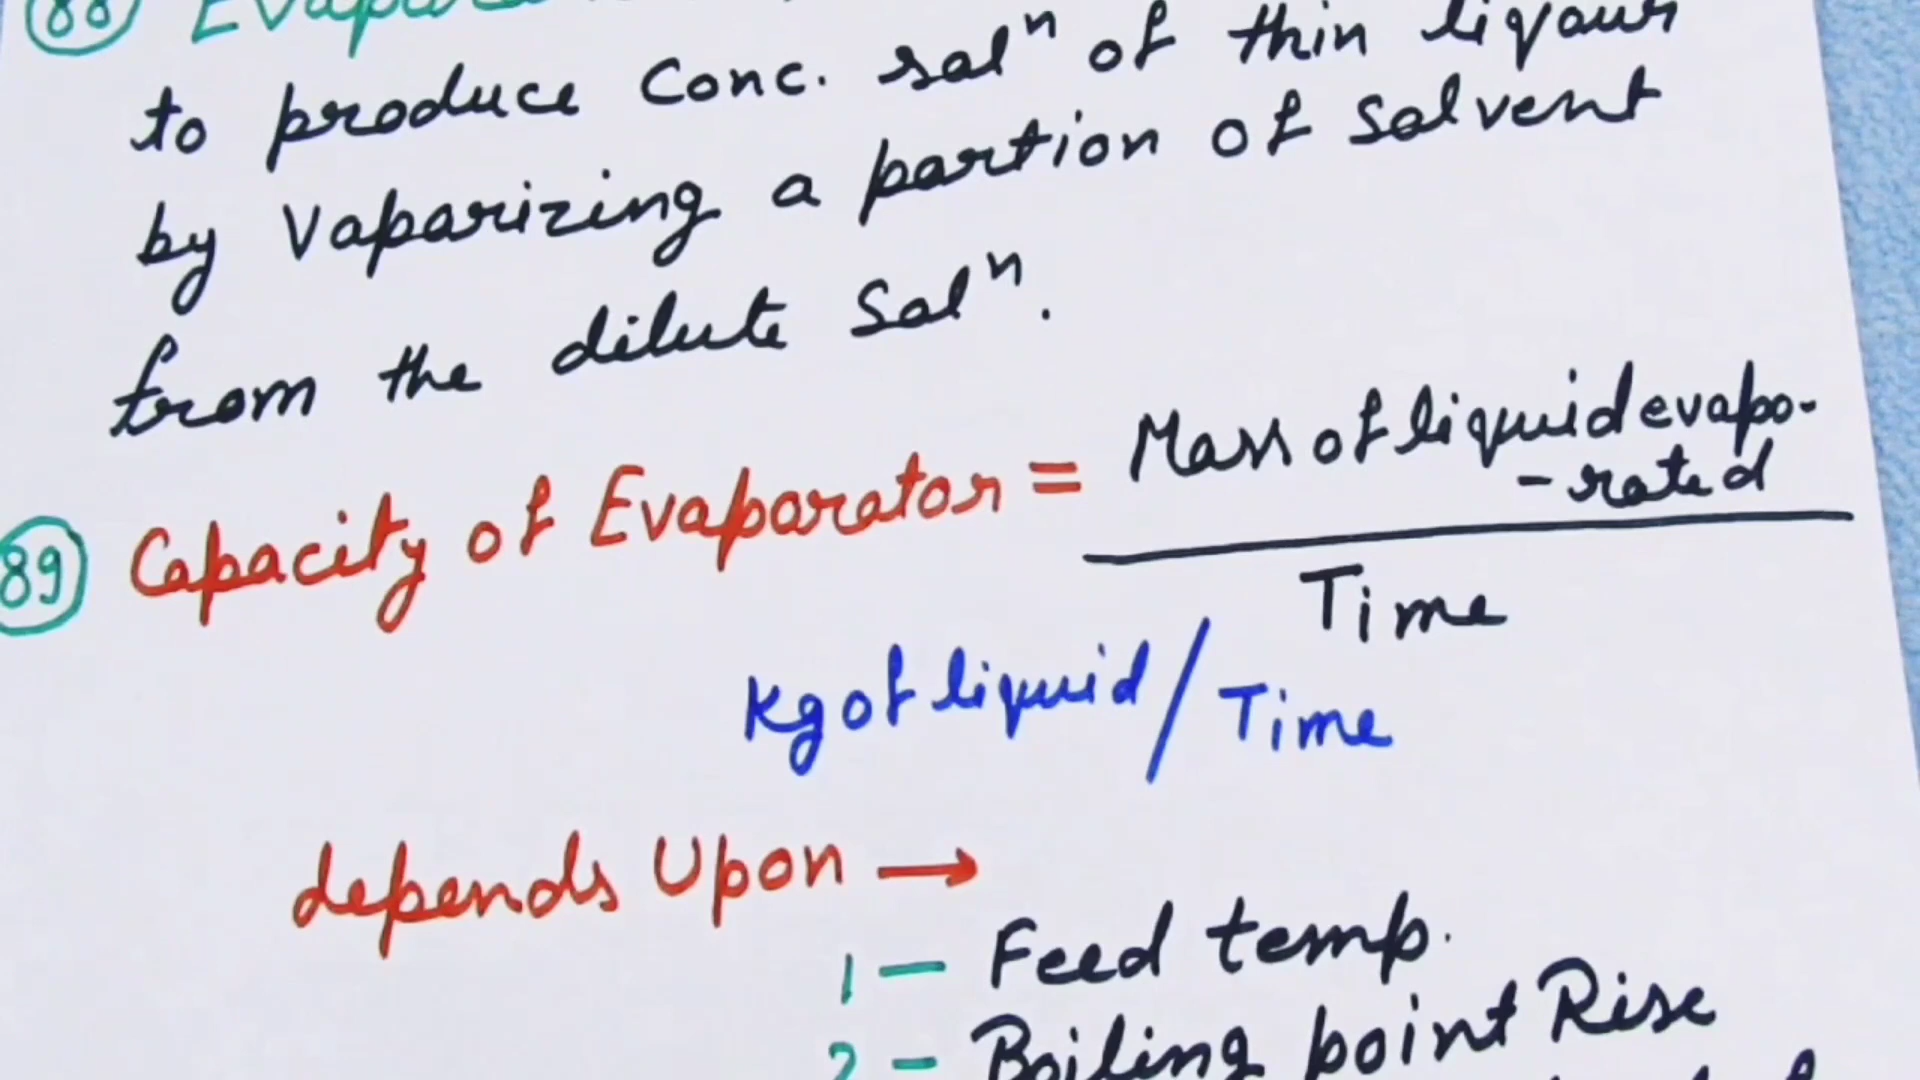 88
to produce Conc. solⁿ of thin liquour
by Vaporizing a portion of solvent
from the dilute Solⁿ.
89 Capacity of Evaporator = Mass of liquid evapo-
-rated
Time
Kg of liquid / Time
depends Upon →
1 – Feed temp.
2 – Boiling point Rise